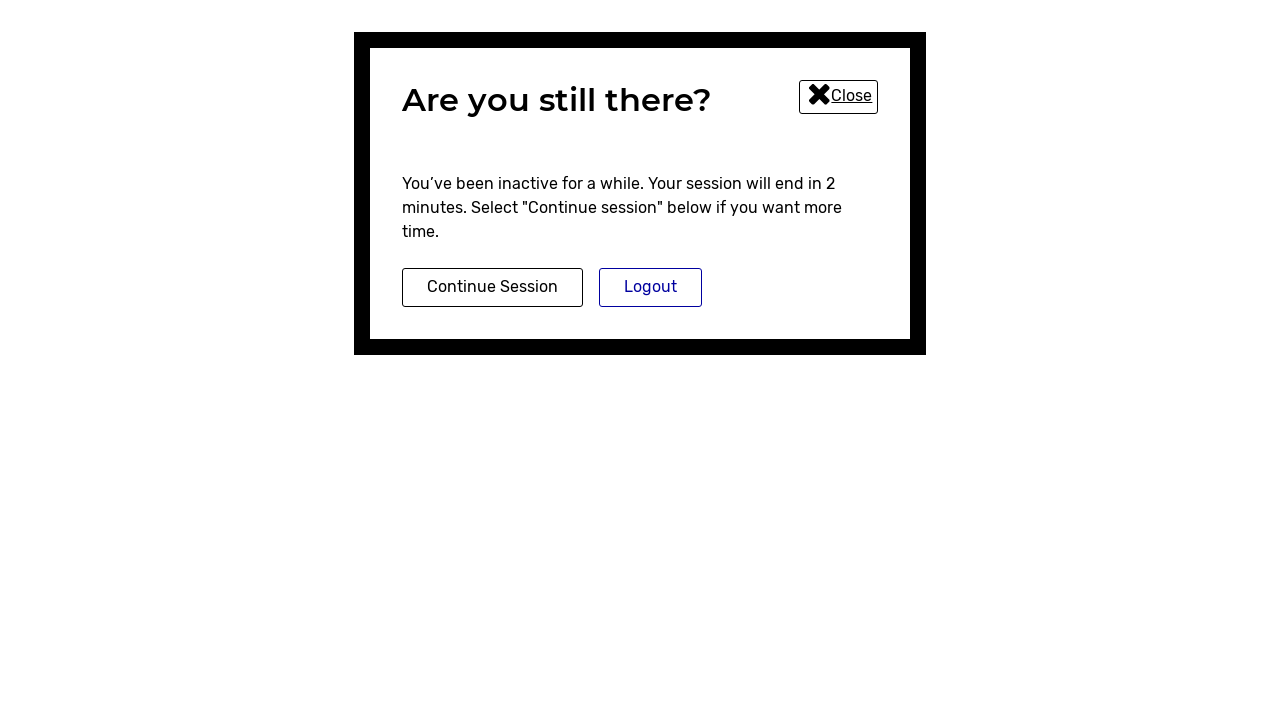 Are you still there?
Close
You’ve been inactive for a while. Your session will end in 2
minutes. Select "Continue session" below if you want more
time.
Continue Session
Logout